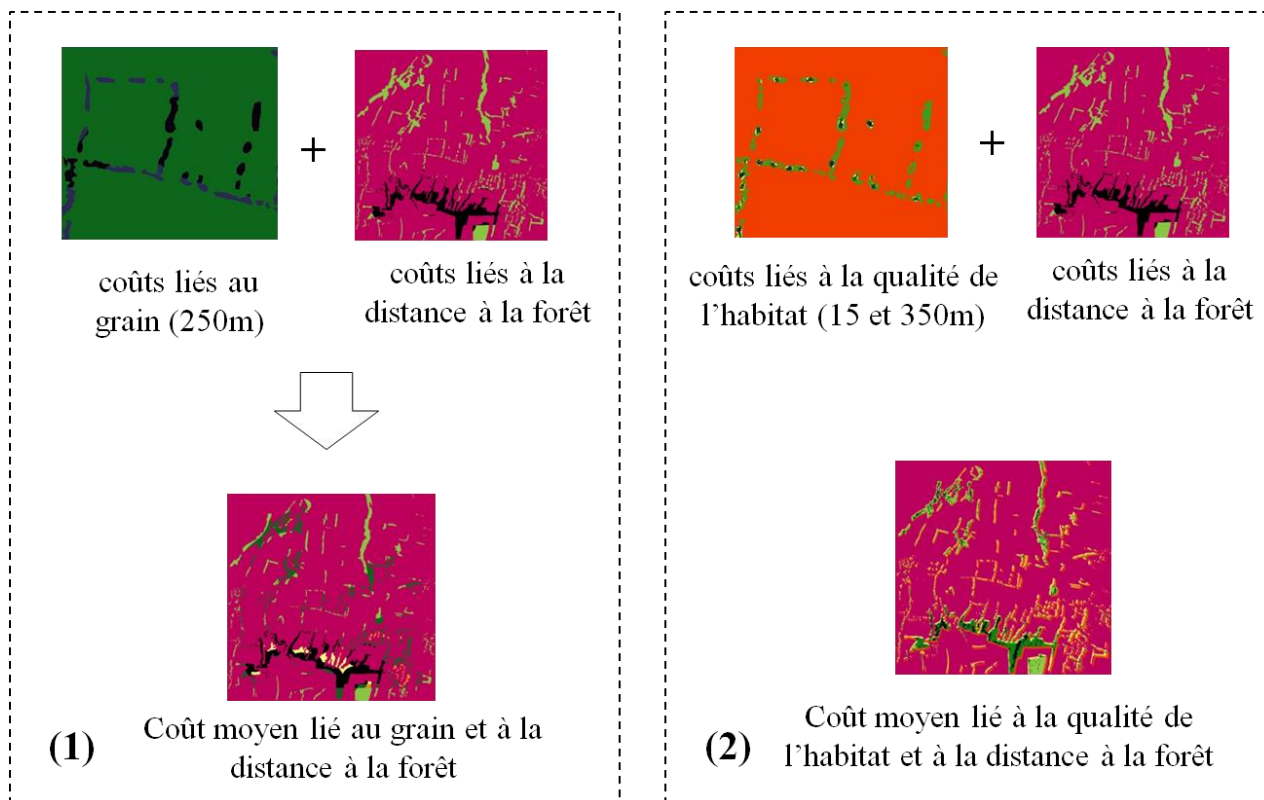 +
coûts liés au
grain (250m)
coûts liés à la
distance à la forêt
Coût moyen lié au grain et à la
distance à la forêt
(1)
+
coûts liés à la qualité de
l’habitat (15 et 350m)
coûts liés à la
distance à la forêt
Coût moyen lié à la qualité de
l’habitat et à la distance à la forêt
(2)